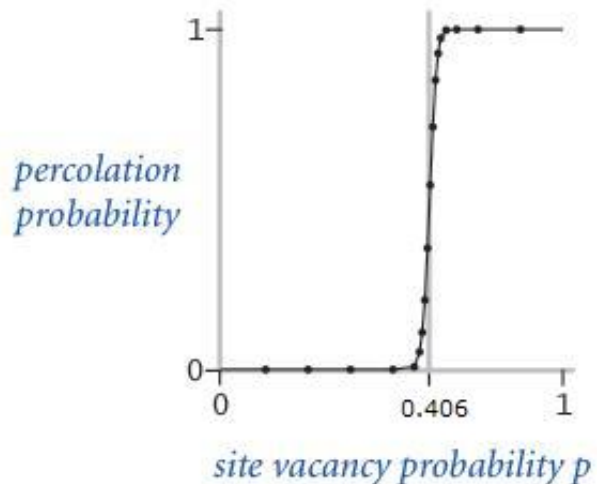 1
percolation
probability
0
0
0.406
1
site vacancy probability p